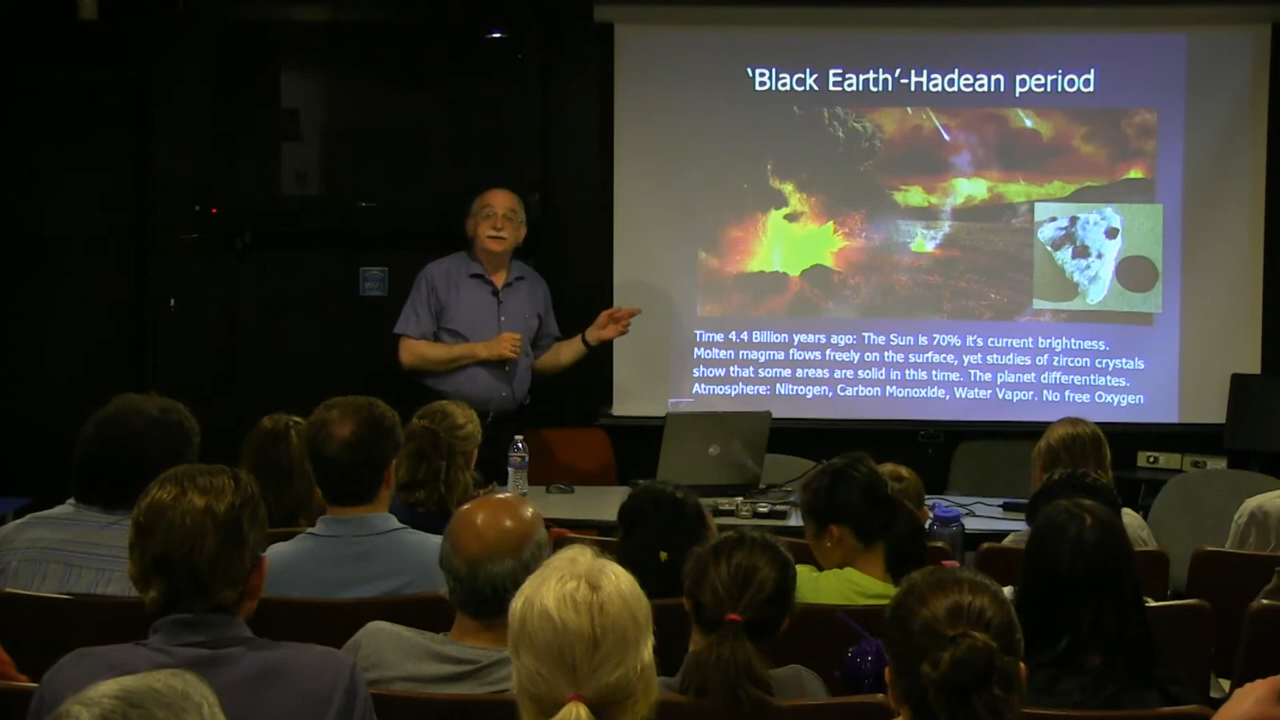 ‘Black Earth’-Hadean period
Time 4.4 Billion years ago: The Sun is 70% it’s current brightness.
Molten magma flows freely on the surface, yet studies of zircon crystals
show that some areas are solid in this time. The planet differentiates.
Atmosphere: Nitrogen, Carbon Monoxide, Water Vapor. No free Oxygen
WiFi